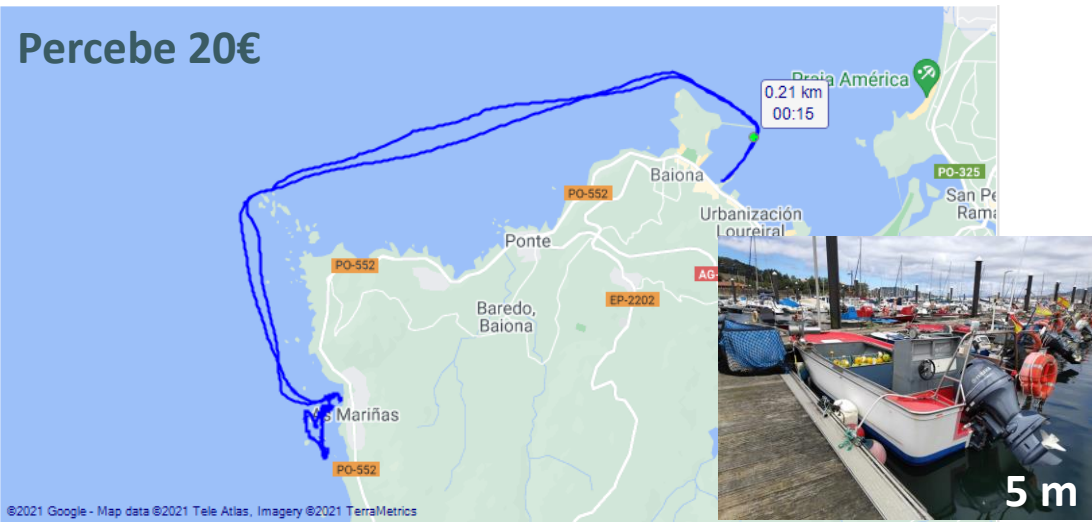 Percebe 20€
Praia América
0.21 km
00:15
Baiona
PO-325
PO-552
San Pe
Rama
Urbanización
Loureiral
Ponte
PO-552
AG-
EP-2202
Baredo,
Baiona
As Mariñas
PO-552
5 m
©2021 Google - Map data ©2021 Tele Atlas, Imagery ©2021 TerraMetrics